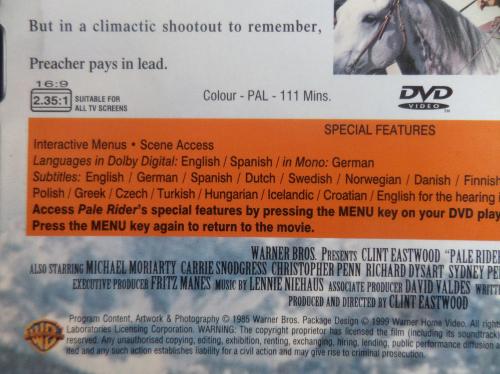 But in a climactic shootout to remember,
Preacher pays in lead.
16:9
2.35:1 SUITABLE FOR
ALL TV SCREENS
Colour - PAL - 111 Mins.
DVD
VIDEO
SPECIAL FEATURES
Interactive Menus • Scene Access
Languages in Dolby Digital: English / Spanish / in Mono: German
Subtitles: English / German / Spanish / Dutch / Swedish / Norwegian / Danish / Finnish
Polish / Greek / Czech / Turkish / Hungarian / Icelandic / Croatian / English for the hearing i
Access Pale Rider's special features by pressing the MENU key on your DVD play
Press the MENU key again to return to the movie.
WARNER BROS. PRESENTS CLINT EASTWOOD "PALE RIDER
ALSO STARRING MICHAEL MORIARTY CARRIE SNODGRESS CHRISTOPHER PENN RICHARD DYSART SYDNEY PE
EXECUTIVE PRODUCER FRITZ MANES MUSIC BY LENNIE NIEHAUS ASSOCIATE PRODUCER DAVID VALDES WRITT
PRODUCED AND DIRECTED BY CLINT EASTWOOD
Program Content, Artwork & Photography © 1985 Warner Bros. Package Design © 1999 Warner Home Video. All righ
Laboratories Licensing Corporation. WARNING: The copyright proprietor has licensed the film (including its soundtrack)
reserved. Any unauthorised copying, editing, exhibition, renting, exchanging, hiring, lending, public performance diffusion a
ited and any such action establishes liability for a civil action and may give rise to criminal prosecution.
WB